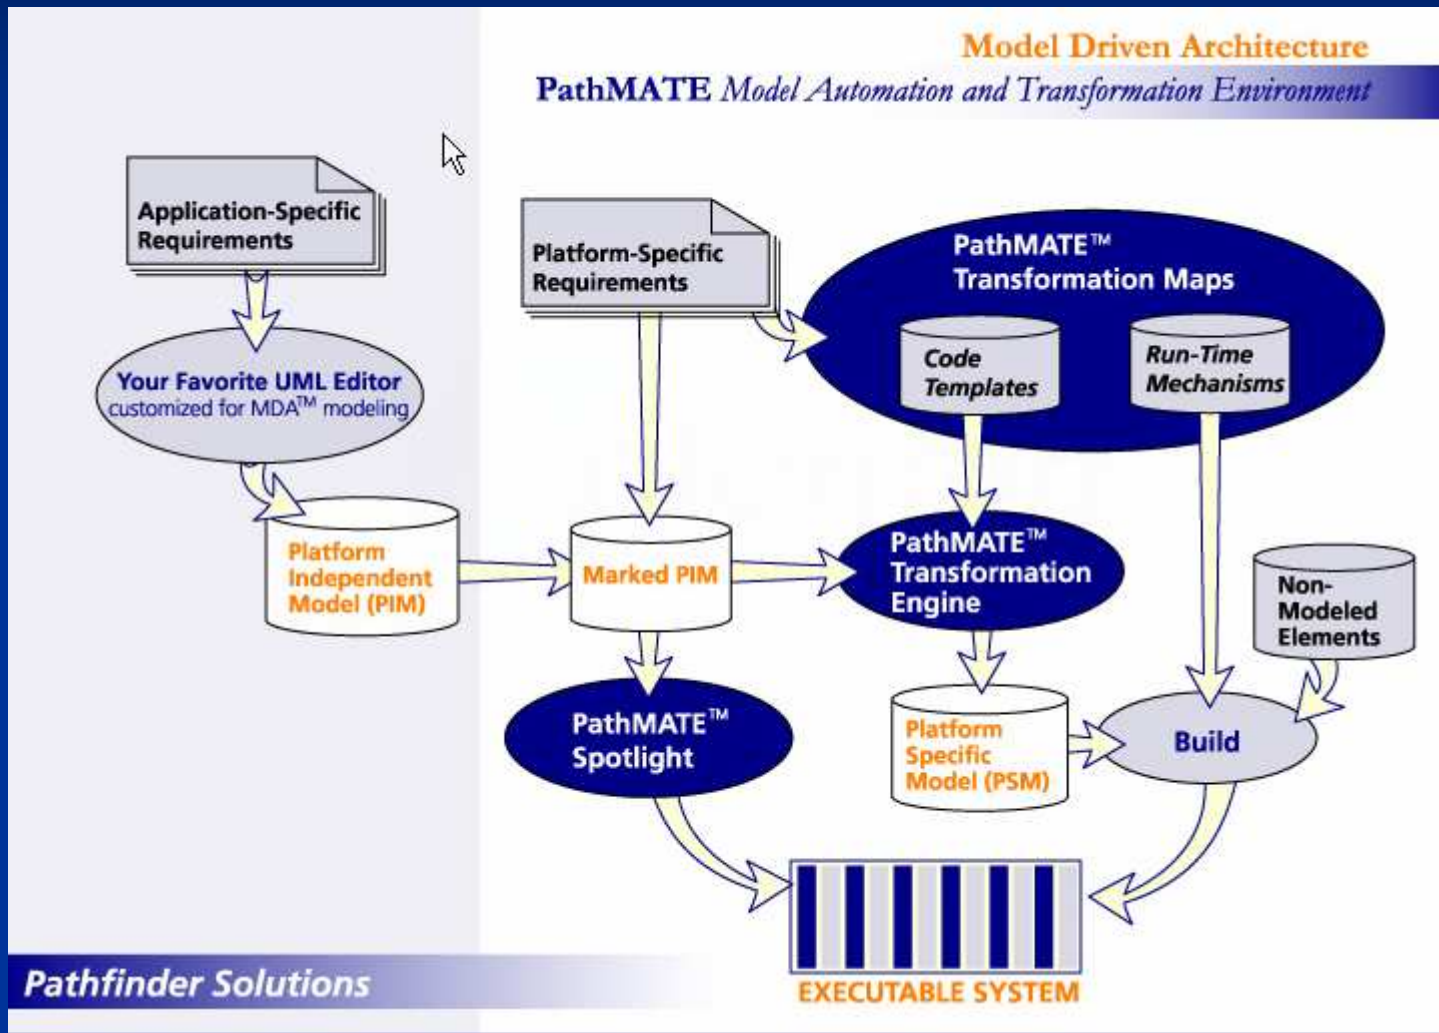 Model Driven Architecture
PathMATE Model Automation and Transformation Environment
Application-Specific
Requirements
Platform-Specific
Requirements
PathMATE™
Transformation Maps
Code
Templates
Run-Time
Mechanisms
Your Favorite UML Editor
customized for MDA™ modeling
Platform
Independent
Model (PIM)
Marked PIM
PathMATE™
Transformation
Engine
Non-
Modeled
Elements
PathMATE™
Spotlight
Platform
Specific
Model (PSM)
Build
EXECUTABLE SYSTEM
Pathfinder Solutions